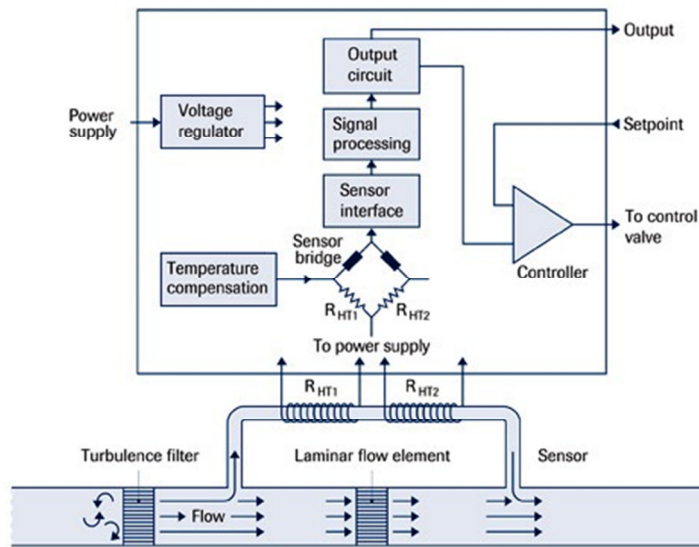 Output
Output
circuit
Power
supply
Voltage
regulator
Signal
processing
Setpoint
Sensor
interface
To control
valve
Sensor
bridge
Controller
Temperature
compensation
RHT1
RHT2
To power supply
RHT1
RHT2
Turbulence filter
Laminar flow element
Sensor
Flow